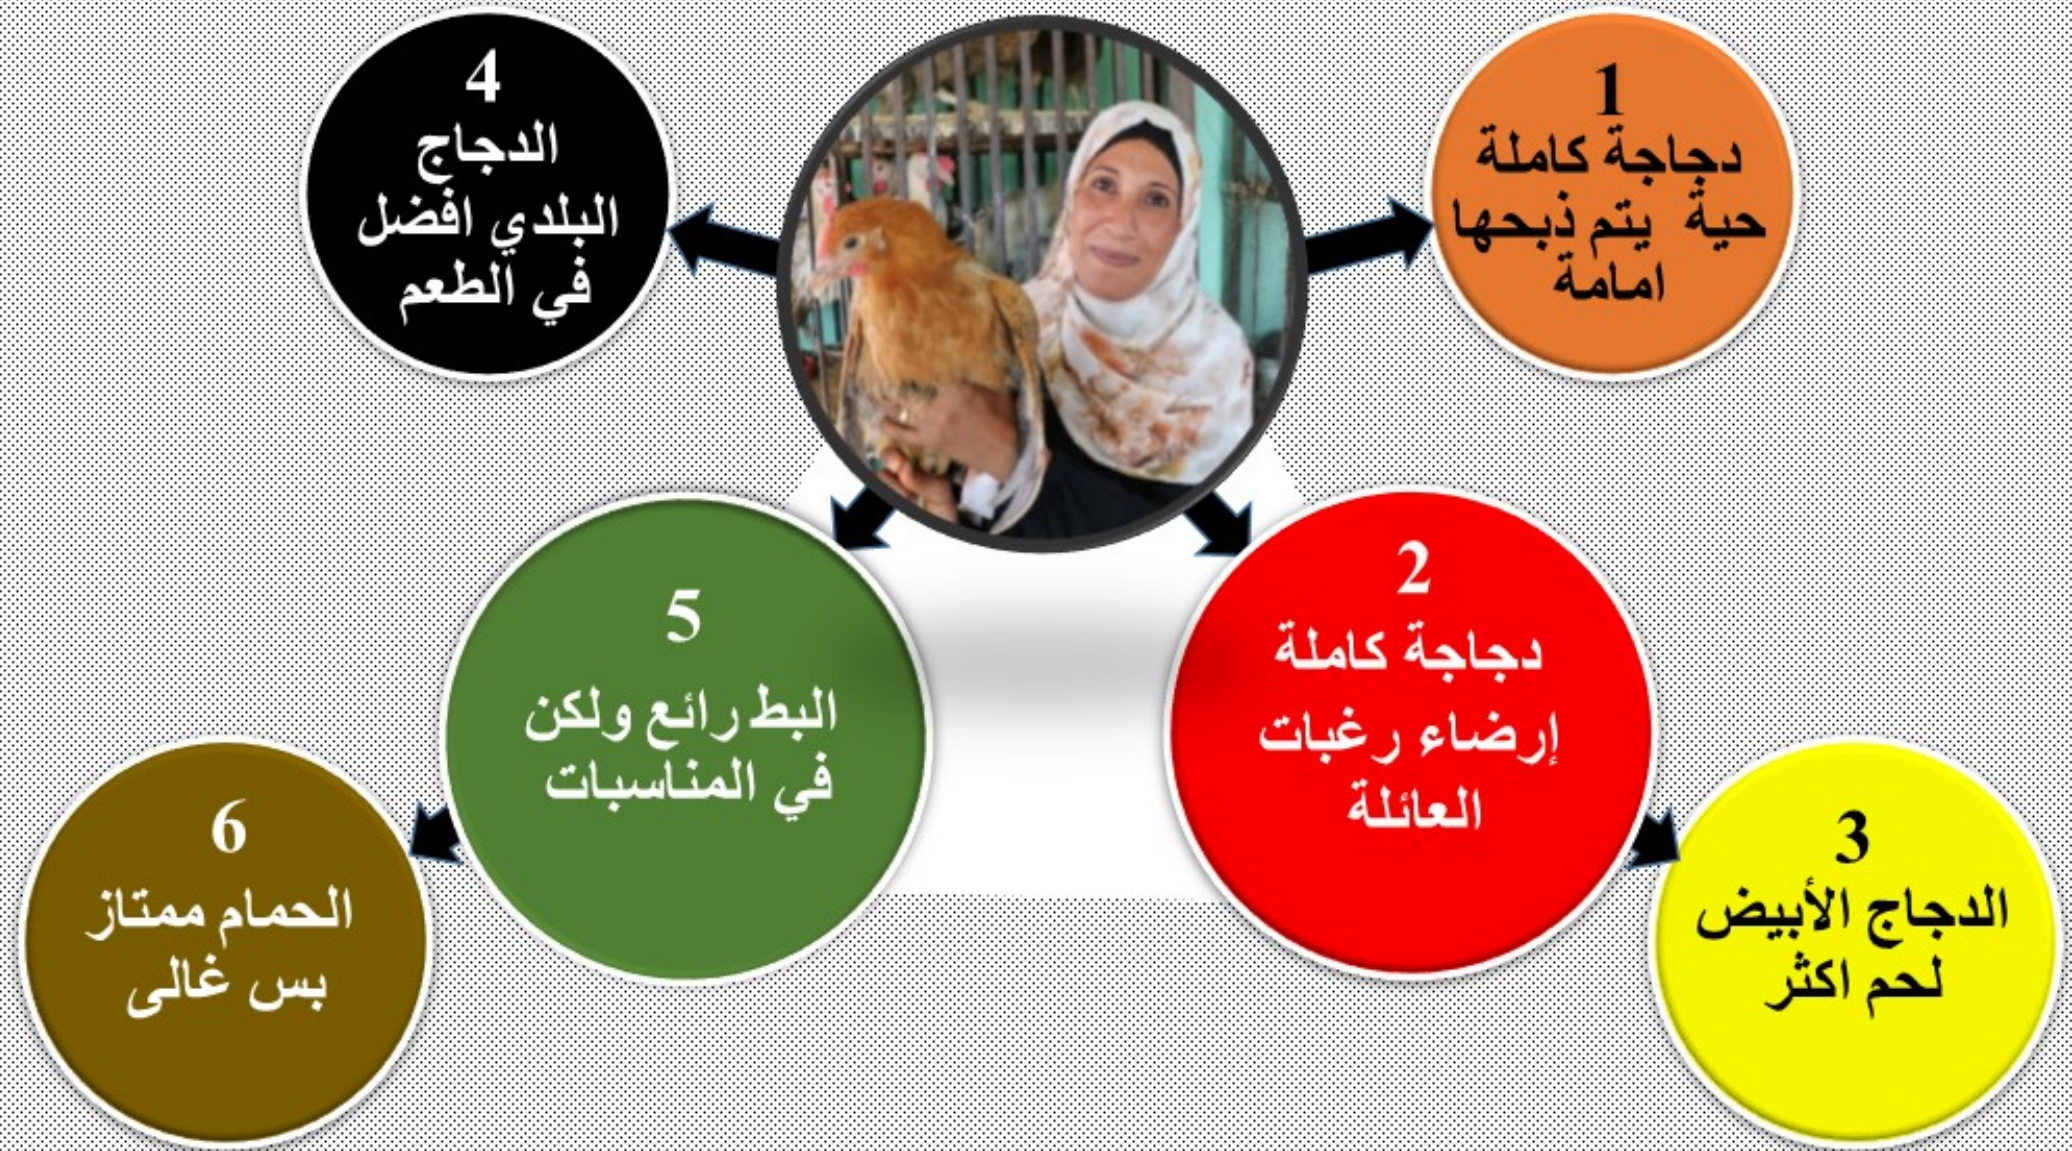 1
دجاجة كاملة
حية يتم ذبحها
امامة
2
دجاجة كاملة
إرضاء رغبات
العائلة
3
الدجاج الأبيض
لحم اكثر
4
الدجاج
البلدي افضل
في الطعم
5
البط رائع ولكن
في المناسبات
6
الحمام ممتاز
بس غالى